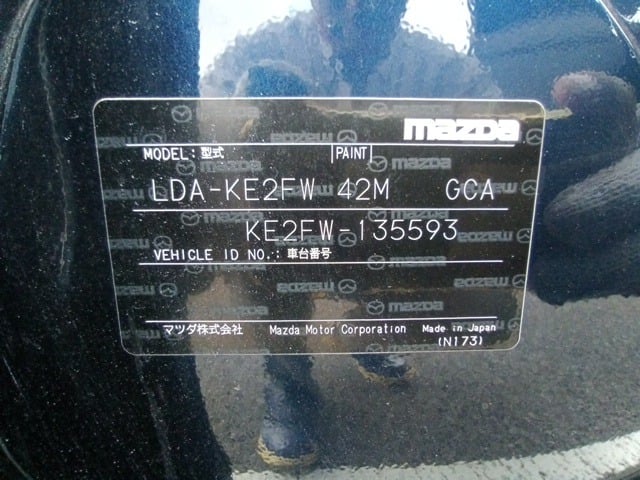 mazda
MODEL:型式 PAINT
LDA-KE2FW 42M GCA
KE2FW-135593
VEHICLE ID NO.:車台番号
マツダ株式会社 Mazda Motor Corporation Made in Japan
(N173)